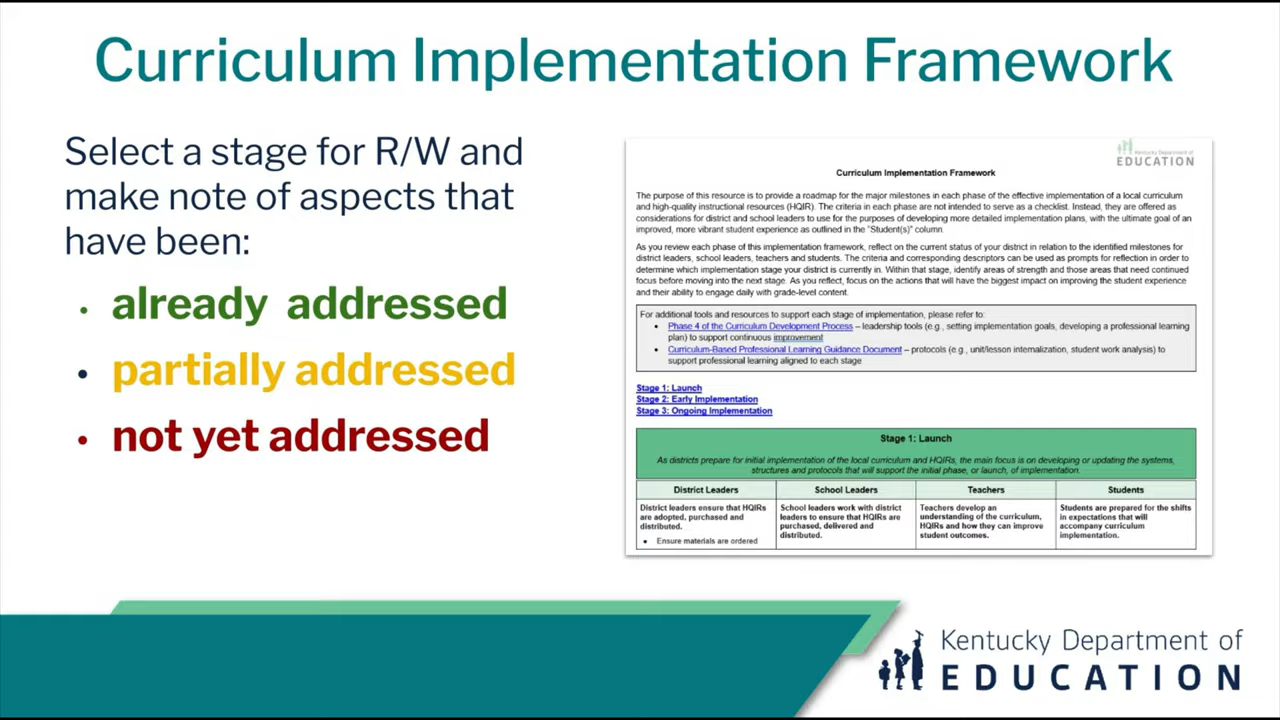 Curriculum Implementation Framework
Select a stage for R/W and
make note of aspects that
have been:
• already addressed
• partially addressed
• not yet addressed
Kentucky Department of
EDUCATION
Curriculum Implementation Framework
The purpose of this resource is to provide a roadmap for the major milestones in each phase of the effective implementation of a local curriculum
and high-quality instructional resources (HQIR). The criteria in each phase are not intended to serve as a checklist. Instead, they are offered as
considerations for district and school leaders to use for the purposes of developing more detailed implementation plans, with the ultimate goal of an
improved, more vibrant student experience as outlined in the "Student(s)" column.
As you review each phase of this implementation framework, reflect on the current status of your district in relation to the identified milestones for
district leaders, school leaders, teachers and students. The criteria and corresponding descriptors can be used as prompts for reflection in order to
determine which implementation stage your district is currently in. Within that stage, identify areas of strength and those areas that need continued
focus before moving into the next stage. As you reflect, focus on the actions that will have the biggest impact on improving the student experience
and their ability to engage daily with grade-level content.
For additional tools and resources to support each stage of implementation, please refer to:
• Phase 4 of the Curriculum Development Process – leadership tools (e.g., setting implementation goals, developing a professional learning
plan) to support continuous improvement
• Curriculum-Based Professional Learning Guidance Document – protocols (e.g., unit/lesson internalization, student work analysis) to
support professional learning aligned to each stage
Stage 1: Launch
Stage 2: Early Implementation
Stage 3: Ongoing Implementation
Stage 1: Launch
As districts prepare for initial implementation of the local curriculum and HQIRs, the main focus is on developing or updating the systems,
structures and protocols that will support the initial phase, or launch, of implementation.
District Leaders
School Leaders
Teachers
Students
District leaders ensure that HQIRs
are adopted, purchased and
distributed.
• Ensure materials are ordered
School leaders work with district
leaders to ensure that HQIRs are
purchased, delivered and
distributed.
Teachers develop an
understanding of the curriculum,
HQIRs and how they can improve
student outcomes.
Students are prepared for the shifts
in expectations that will
accompany curriculum
implementation.
Kentucky Department of
EDUCATION